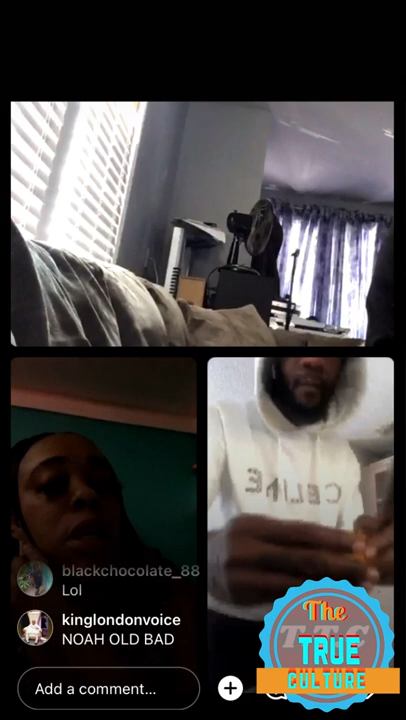 CELINE
blackchocolate_88
Lol
kinglondonvoice
NOAH OLD BAD
Add a comment...
The
T.T.C
TRUE
CULTURE